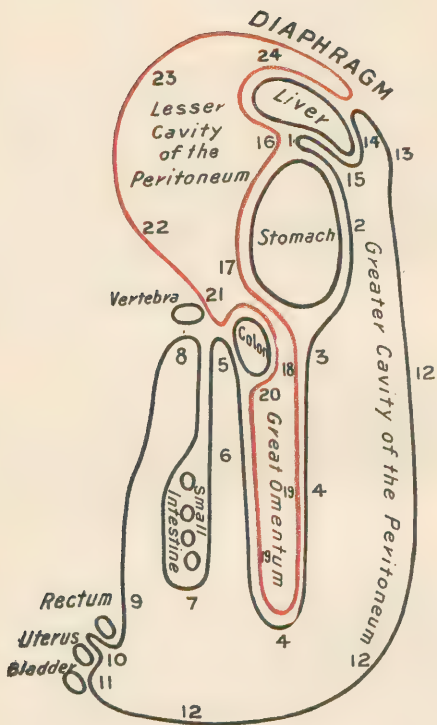 DIAPHRAGM
24
23
Liver
Lesser
Cavity
of the
Peritoneum
16
1
14
13
15
2
22
Stomach
17
21
Vertebra
Colon
8
5
3
18
12
20
6
Great Omentum
Greater Cavity of the Peritoneum
19
4
Small
Intestine
19
7
9
Rectum
4
Uterus
10
Bladder
11
12
12